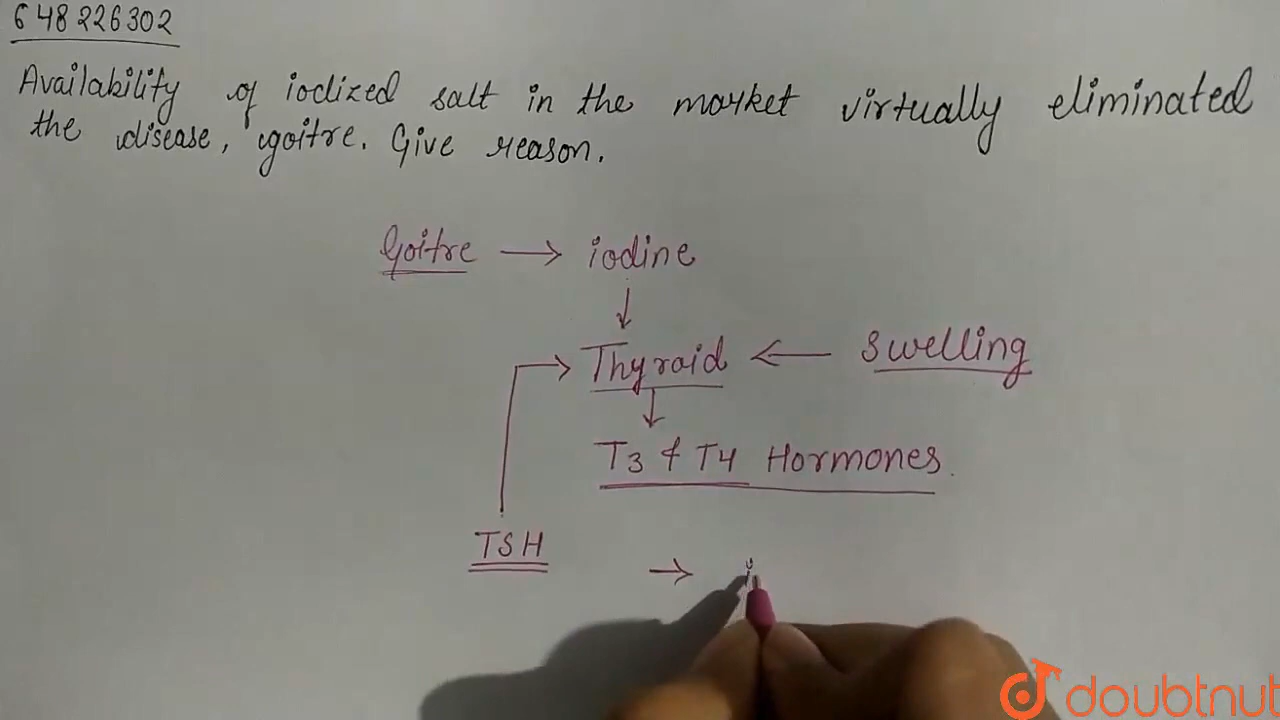 648226302
Availability of iodized salt in the market virtually eliminated
the disease, goitre. Give reason.
Goitre → iodine
↓
Thyroid ← Swelling
↓
T3 & T4 Hormones.
TSH →
doubtnut